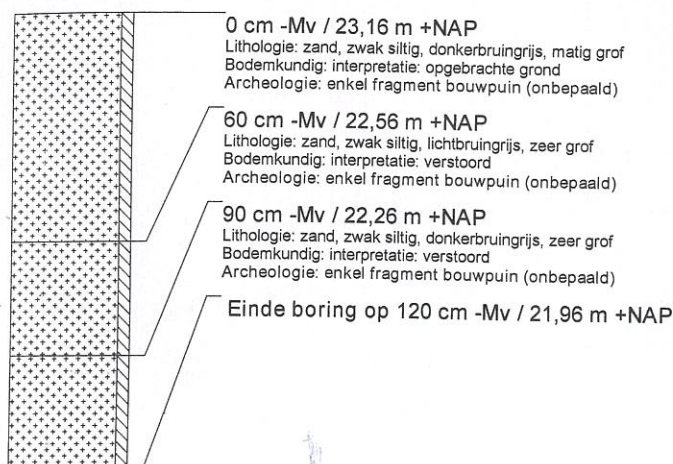 0 cm -Mv / 23,16 m +NAP
Lithologie: zand, zwak siltig, donkerbruingrijs, matig grof
Bodemkundig: interpretatie: opgebrachte grond
Archeologie: enkel fragment bouwpuin (onbepaald)
60 cm -Mv / 22,56 m +NAP
Lithologie: zand, zwak siltig, lichtbruingrijs, zeer grof
Bodemkundig: interpretatie: verstoord
Archeologie: enkel fragment bouwpuin (onbepaald)
90 cm -Mv / 22,26 m +NAP
Lithologie: zand, zwak siltig, donkerbruingrijs, zeer grof
Bodemkundig: interpretatie: verstoord
Archeologie: enkel fragment bouwpuin (onbepaald)
Einde boring op 120 cm -Mv / 21,96 m +NAP